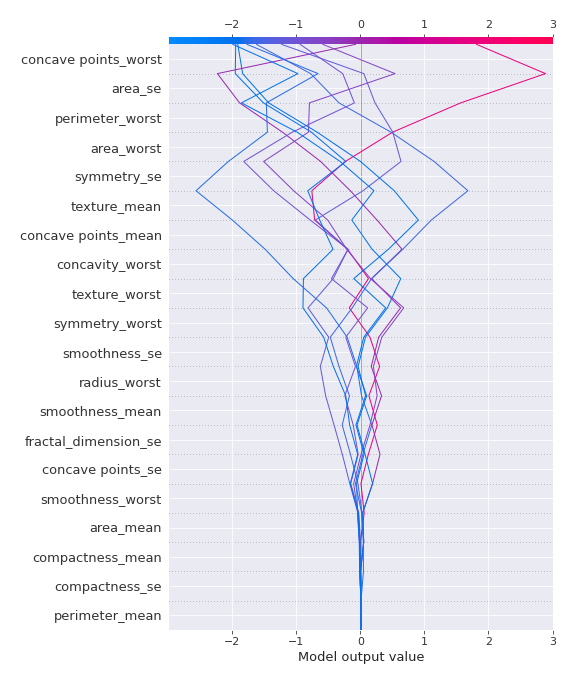 −2 −1 0 1 2 3
concave points_worst
area_se
perimeter_worst
area_worst
symmetry_se
texture_mean
concave points_mean
concavity_worst
texture_worst
symmetry_worst
smoothness_se
radius_worst
smoothness_mean
fractal_dimension_se
concave points_se
smoothness_worst
area_mean
compactness_mean
compactness_se
perimeter_mean
−2 −1 0 1 2 3
Model output value